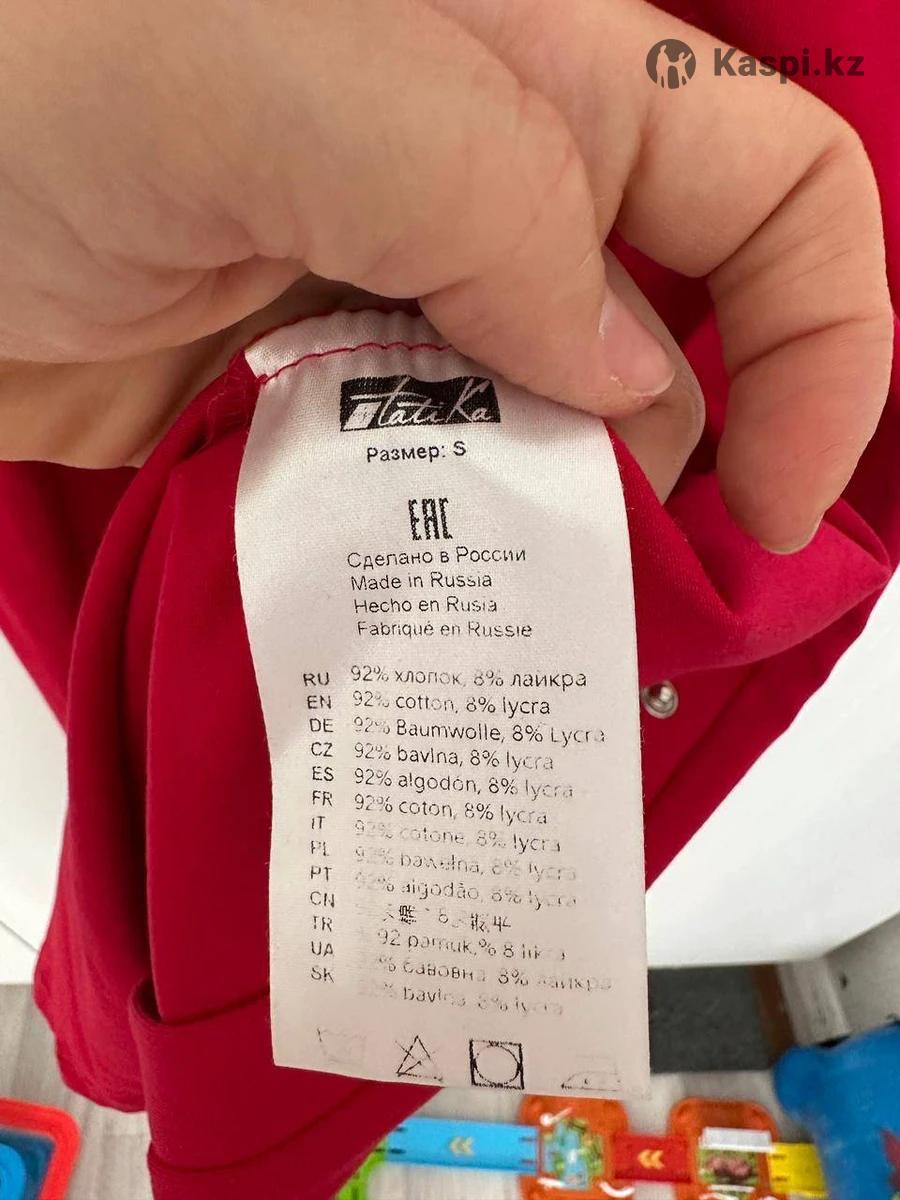 Kaspi.kz
TatiKa
Размер: S
EAC
Сделано в России
Made in Russia
Hecho en Rusia
Fabriqué en Russie
RU 92% хлопок, 8% лайкра
EN 92% cotton, 8% lycra
DE 92% Baumwolle, 8% Lycra
CZ 92% bavlna, 8% lycra
ES 92% algodón, 8% lycra
FR 92% coton, 8% lycra
IT 92% cotone, 8% lycra
PL 92% bawełna, 8% lycra
PT 92% algodão, 8% lycra
CN
TR 92 pamuk,% 8 likra
UA бавовна 8% лайкра
SK bavlna, 8% lycra